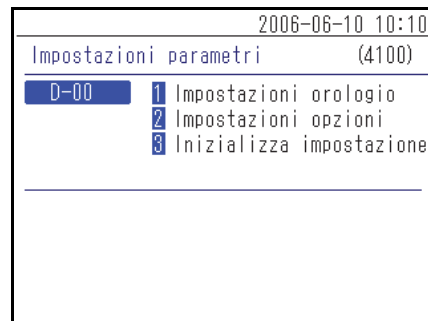 2006-06-10 10:10
Impostazioni parametri (4100)
D-00 1 Impostazioni orologio
2 Impostazioni opzioni
3 Inizializza impostazione